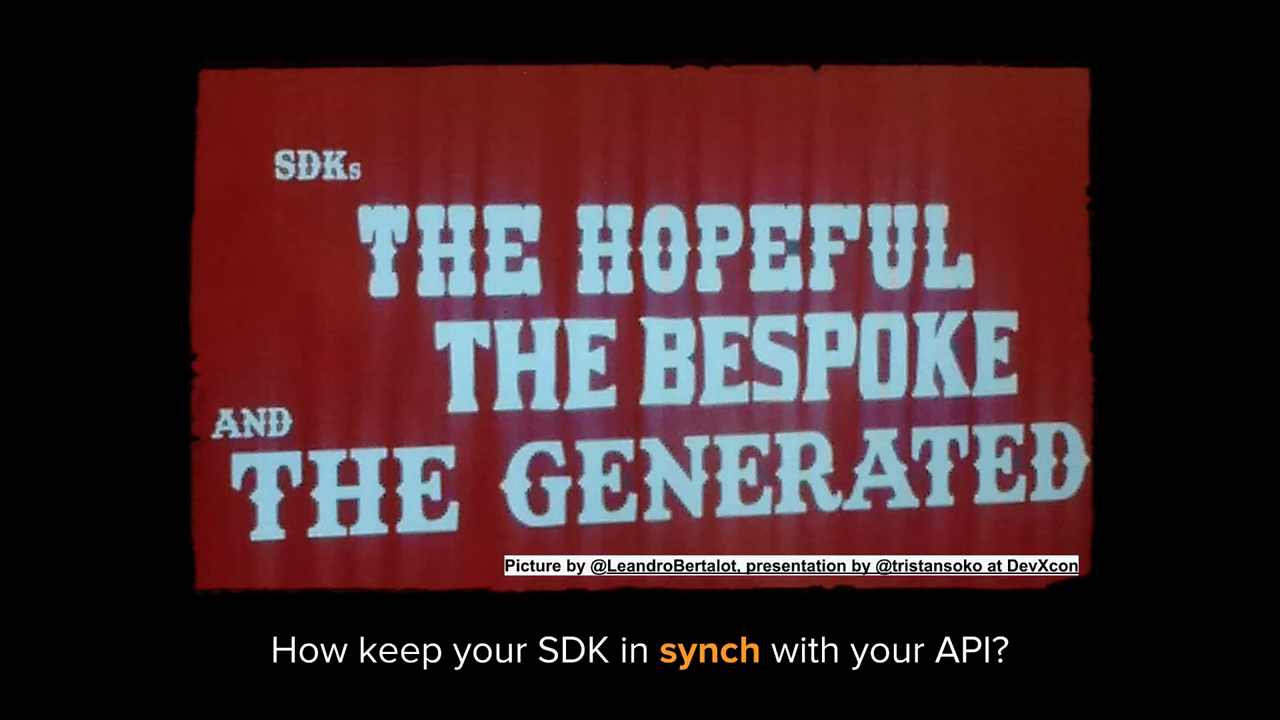 SDKs
THE HOPEFUL
THE BESPOKE
AND
THE GENERATED
Picture by @LeandroBertalot, presentation by @tristansoko at DevXcon
How keep your SDK in synch with your API?